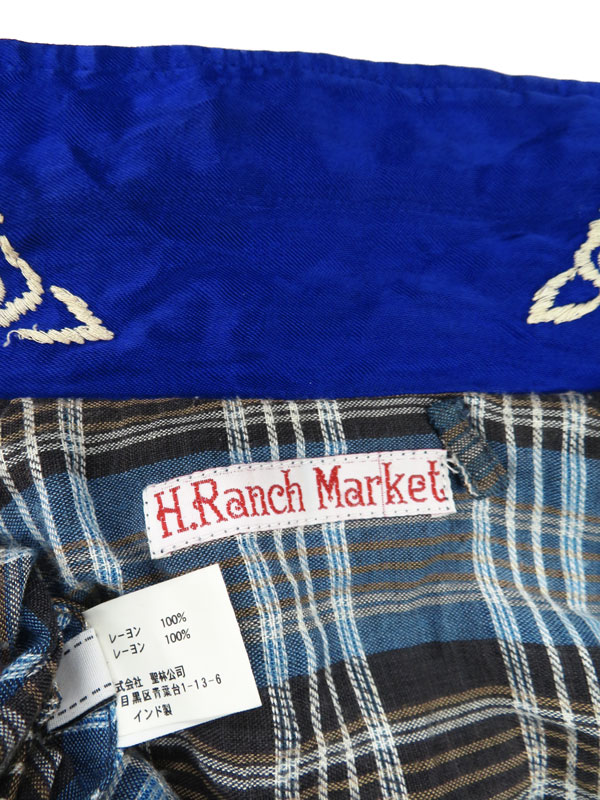 H.Ranch Market
レーヨン 100%
レーヨン 100%
式会社 聖林公司
目黒区青葉台1-13-6
インド製